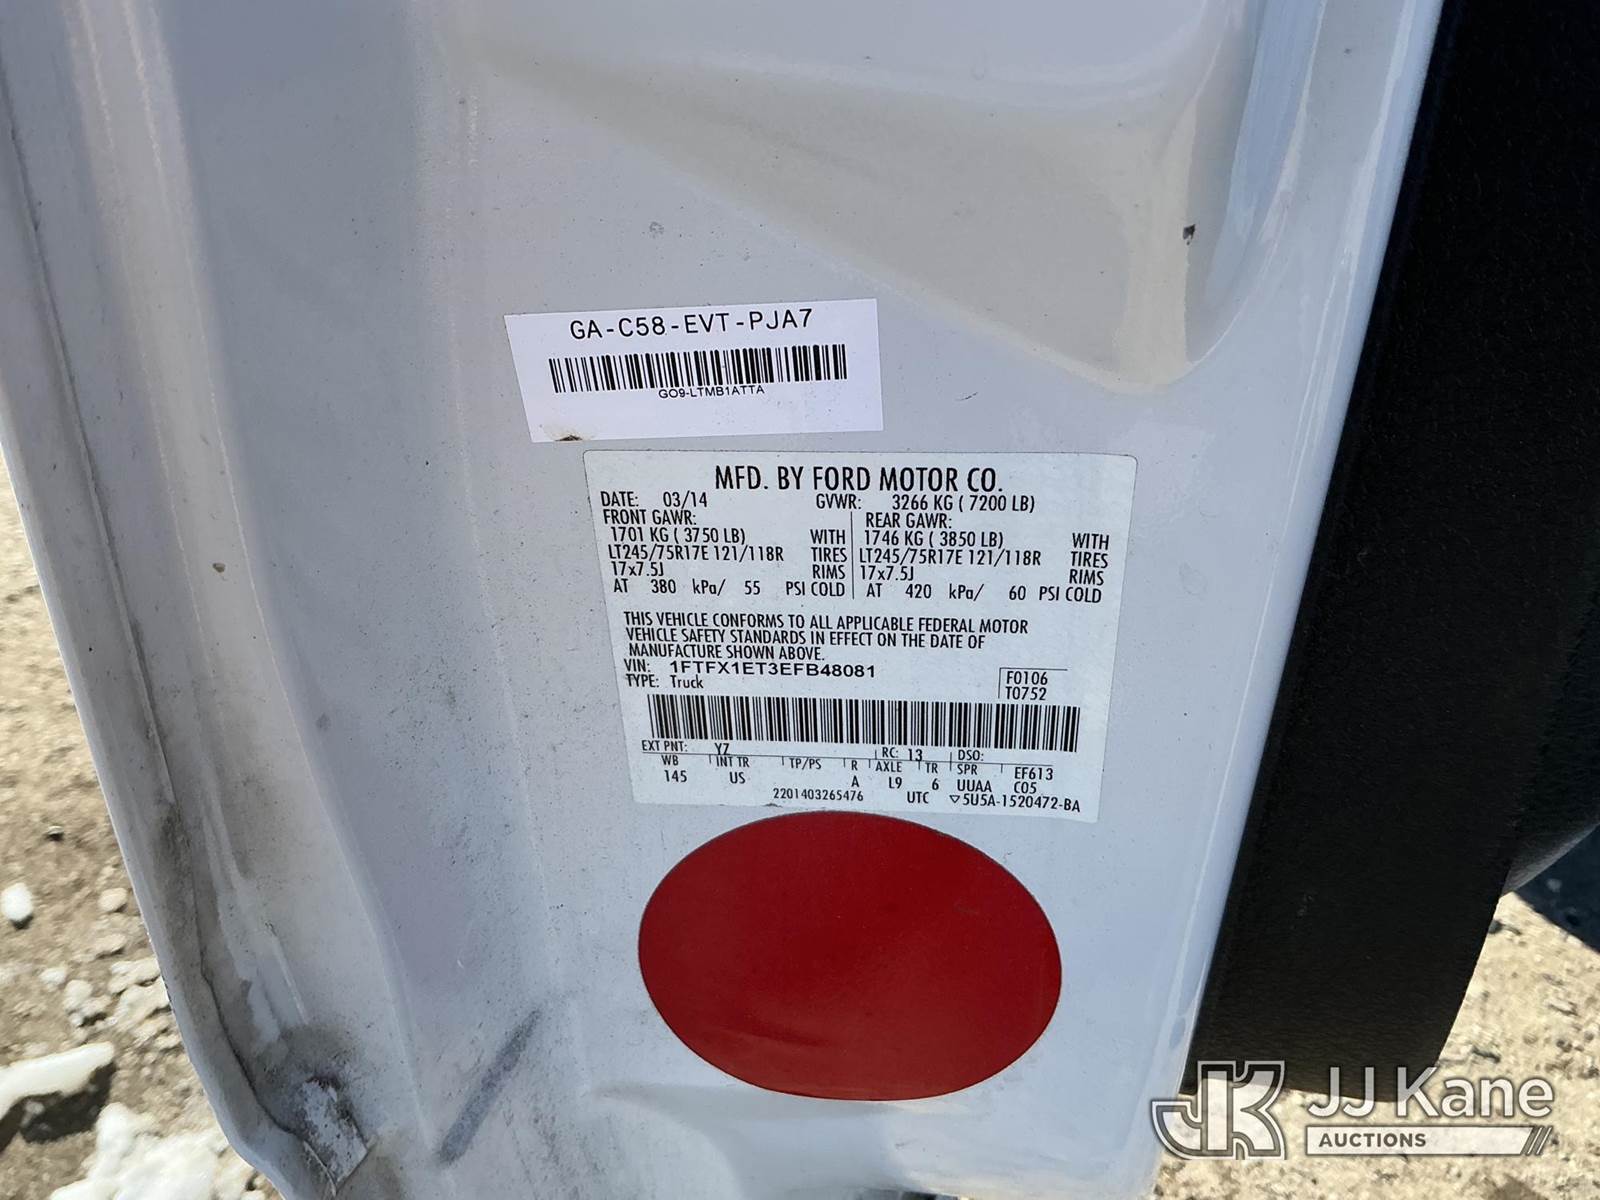 GA-C58-EVT-PJA7
GO9-LTMB1ATTA
MFD. BY FORD MOTOR CO.
DATE: 03/14 GVWR: 3266 KG ( 7200 LB)
FRONT GAWR: REAR GAWR:
1701 KG ( 3750 LB) WITH 1746 KG ( 3850 LB) WITH
LT245/75R17E 121/118R TIRES LT245/75R17E 121/118R TIRES
17x7.5J RIMS 17x7.5J RIMS
AT 380 kPa/ 55 PSI COLD AT 420 kPa/ 60 PSI COLD
THIS VEHICLE CONFORMS TO ALL APPLICABLE FEDERAL MOTOR
VEHICLE SAFETY STANDARDS IN EFFECT ON THE DATE OF
MANUFACTURE SHOWN ABOVE.
VIN: 1FTFX1ET3EFB48081 F0106
TYPE: Truck T0752
EXT PNT: YZ RC: 13 DSO:
WB INT TR TP/PS R AXLE TR SPR EF613
145 US A L9 6 UUAA C05
2201403265476 UTC ▽5U5A-1520472-BA
JK JJ Kane
AUCTIONS